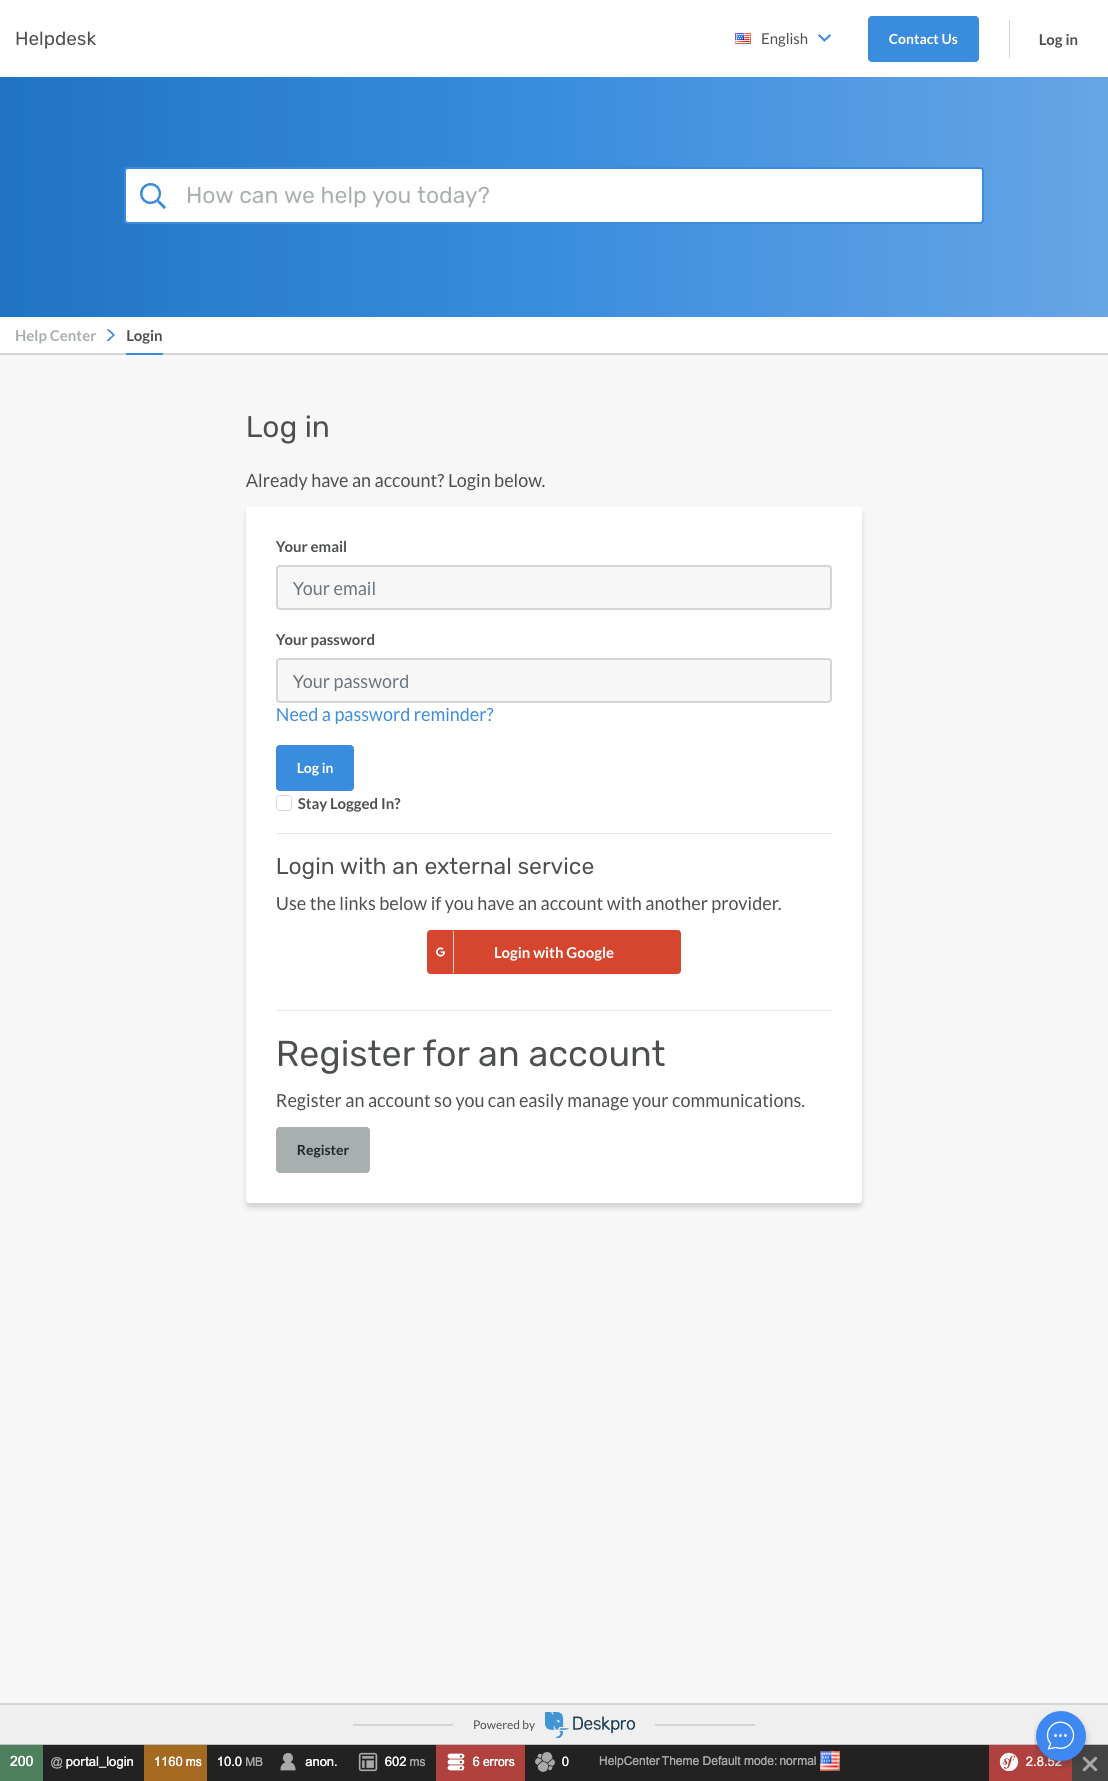 Helpdesk
English
Contact Us
Log in
How can we help you today?
Help Center
Login
Log in
Already have an account? Login below.
Your email
Your email
Your password
Your password
Need a password reminder?
Log in
Stay Logged In?
Login with an external service
Use the links below if you have an account with another provider.
G
Login with Google
Register for an account
Register an account so you can easily manage your communications.
Register
Powered by Deskpro
200 @ portal_login 1160 ms 10.0 MB anon. 602 ms 6 errors 0 HelpCenter Theme Default mode: normal sf 2.8.52